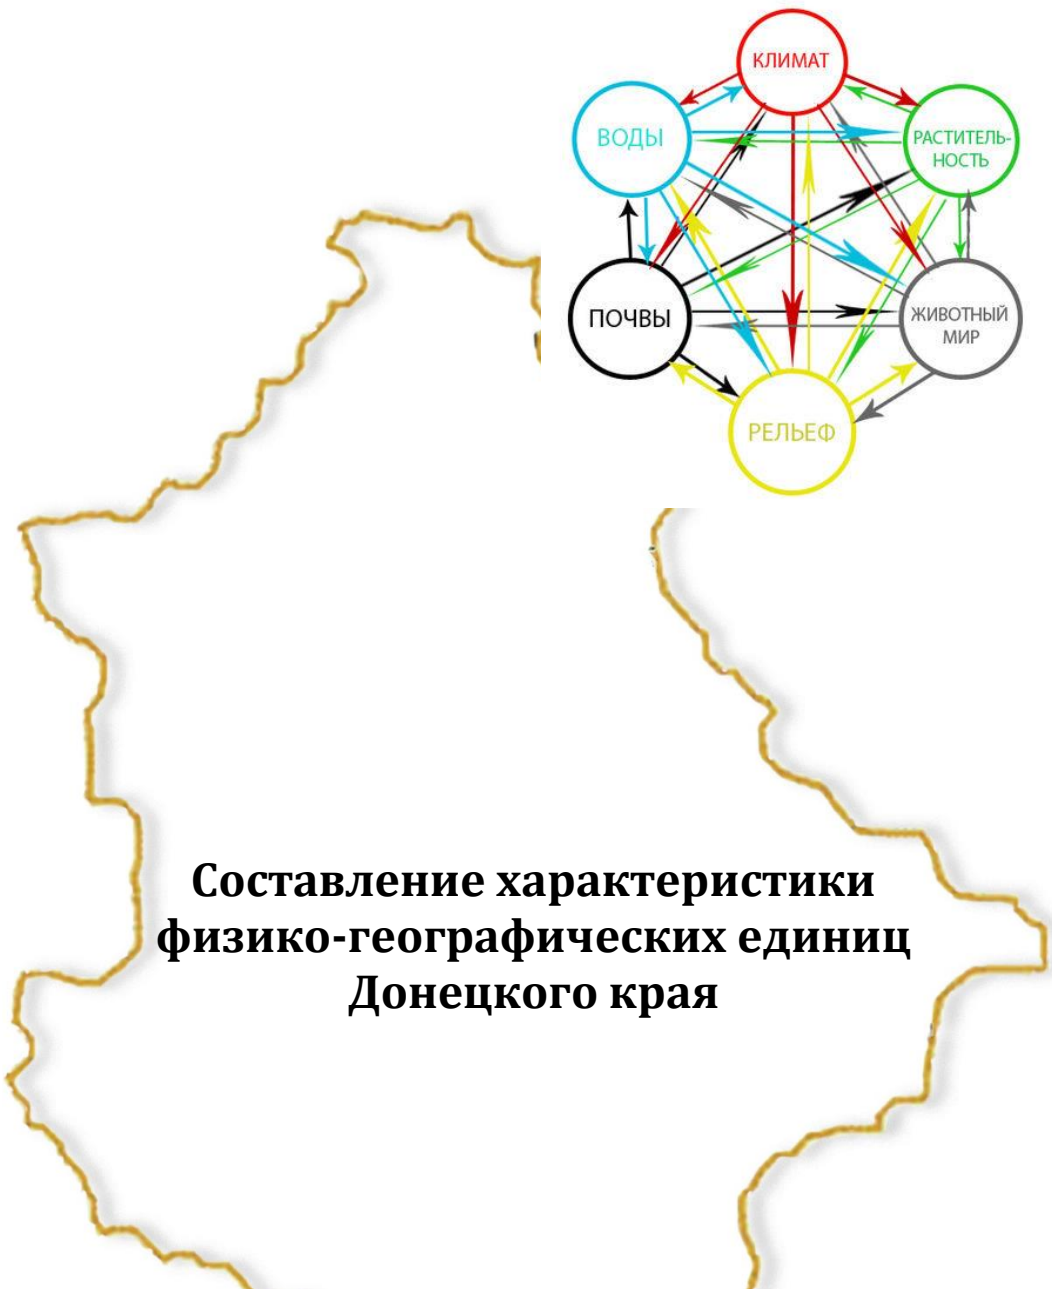 КЛИМАТ
ВОДЫ
РАСТИТЕЛЬ-
НОСТЬ
ПОЧВЫ
ЖИВОТНЫЙ
МИР
РЕЛЬЕФ
Составление характеристики
физико-географических единиц
Донецкого края